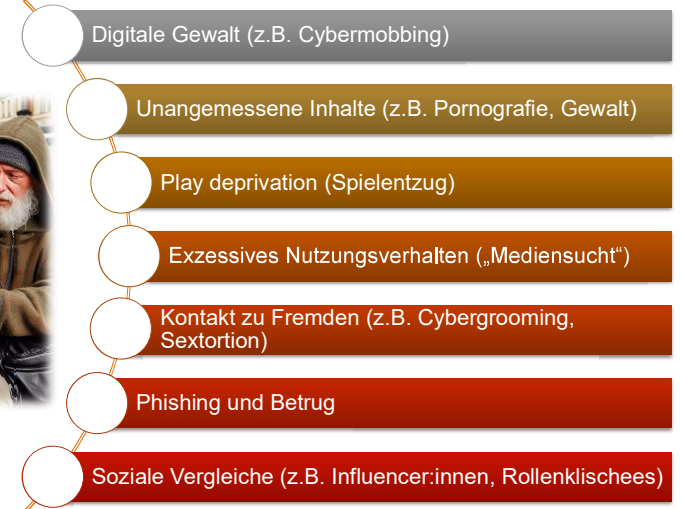 Digitale Gewalt (z.B. Cybermobbing)
Unangemessene Inhalte (z.B. Pornografie, Gewalt)
Play deprivation (Spielentzug)
Exzessives Nutzungsverhalten („Mediensucht“)
Kontakt zu Fremden (z.B. Cybergrooming,
Sextortion)
Phishing und Betrug
Soziale Vergleiche (z.B. Influencer:innen, Rollenklischees)